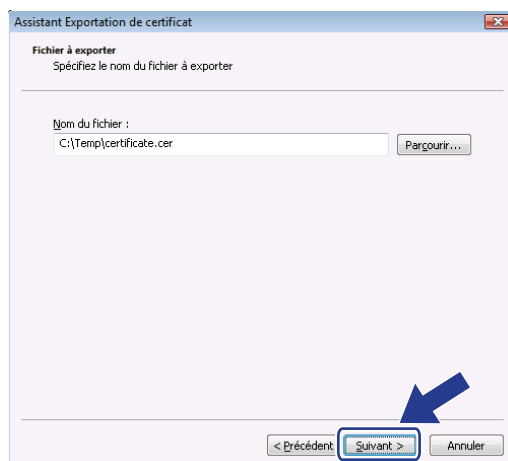 Assistant Exportation de certificat
Fichier à exporter
Spécifiez le nom du fichier à exporter
Nom du fichier :
C:\Temp\certificate.cer
Parcourir...
< Précédent
Suivant >
Annuler